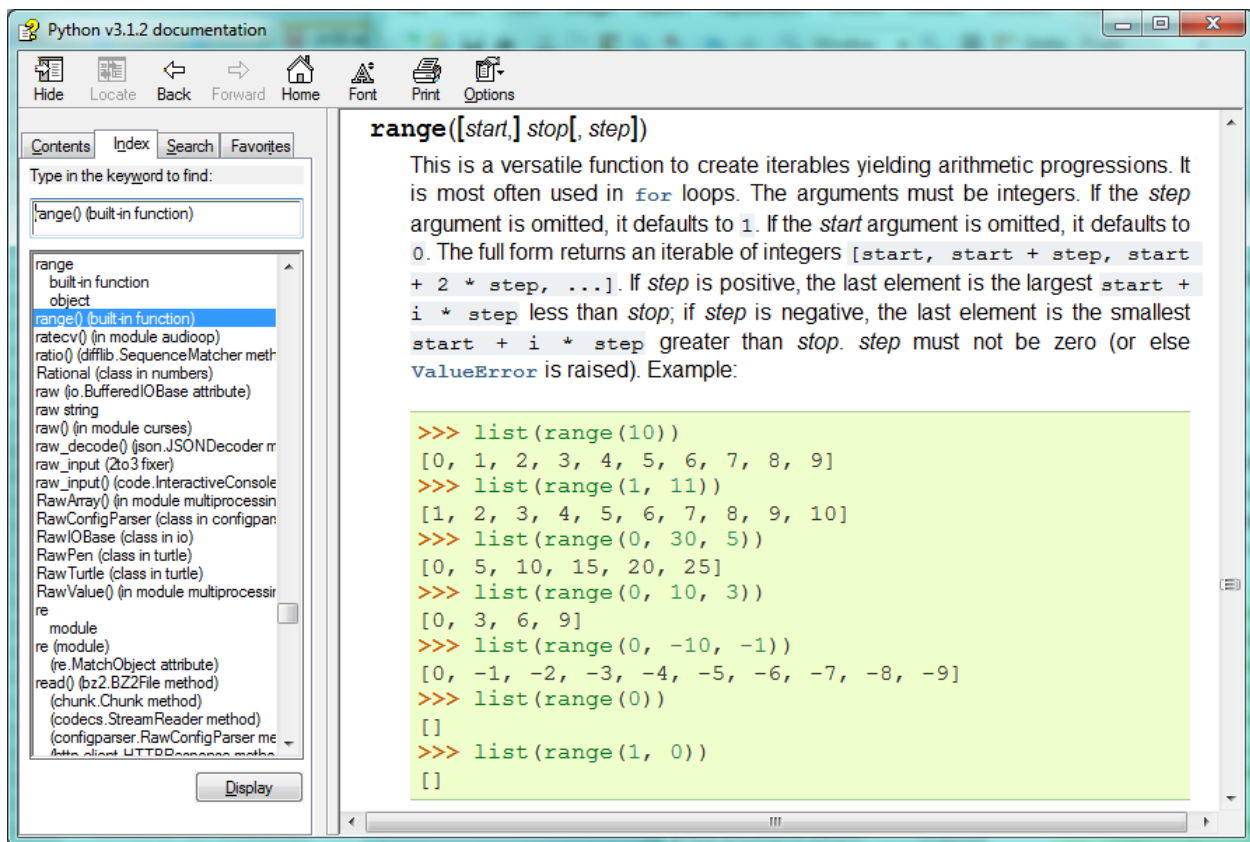 Python v3.1.2 documentation
Hide Locate Back Forward Home Font Print Options
Contents Index Search Favorites
Type in the keyword to find:
range() (built-in function)
range
built-in function
object
range() (built-in function)
ratecv() (in module audioop)
ratio() (difflib.SequenceMatcher meth
Rational (class in numbers)
raw (io.BufferedIOBase attribute)
raw string
raw() (in module curses)
raw_decode() (json.JSONDecoder m
raw_input (2to3 fixer)
raw_input() (code.InteractiveConsole
RawArray() (in module multiprocessin
RawConfigParser (class in configpars
RawIOBase (class in io)
RawPen (class in turtle)
RawTurtle (class in turtle)
RawValue() (in module multiprocessin
re
module
re (module)
(re.MatchObject attribute)
read() (bz2.BZ2File method)
(chunk.Chunk method)
(codecs.StreamReader method)
(configparser.RawConfigParser me
(http.client.HTTPResponse metho
Display
range([start,] stop[, step])
This is a versatile function to create iterables yielding arithmetic progressions. It
is most often used in for loops. The arguments must be integers. If the step
argument is omitted, it defaults to 1. If the start argument is omitted, it defaults to
0. The full form returns an iterable of integers [start, start + step, start
+ 2 * step, ...]. If step is positive, the last element is the largest start +
i * step less than stop; if step is negative, the last element is the smallest
start + i * step greater than stop. step must not be zero (or else
ValueError is raised). Example:
>>> list(range(10))
[0, 1, 2, 3, 4, 5, 6, 7, 8, 9]
>>> list(range(1, 11))
[1, 2, 3, 4, 5, 6, 7, 8, 9, 10]
>>> list(range(0, 30, 5))
[0, 5, 10, 15, 20, 25]
>>> list(range(0, 10, 3))
[0, 3, 6, 9]
>>> list(range(0, -10, -1))
[0, -1, -2, -3, -4, -5, -6, -7, -8, -9]
>>> list(range(0))
[]
>>> list(range(1, 0))
[]